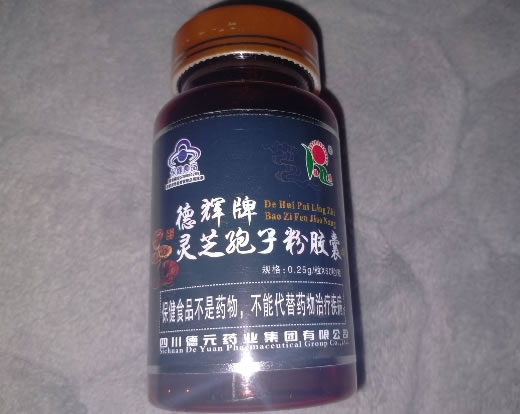 德辉牌
De Hui Pai Ling Zhi
Bao Zi Fen Jiao Nang
灵芝孢子粉胶囊
规格:0.25g/粒
保健食品不是药物,不能代替药物治疗疾病
四川德元药业集团有限公司
Sichuan De Yuan Pharmaceutical Group Co.,